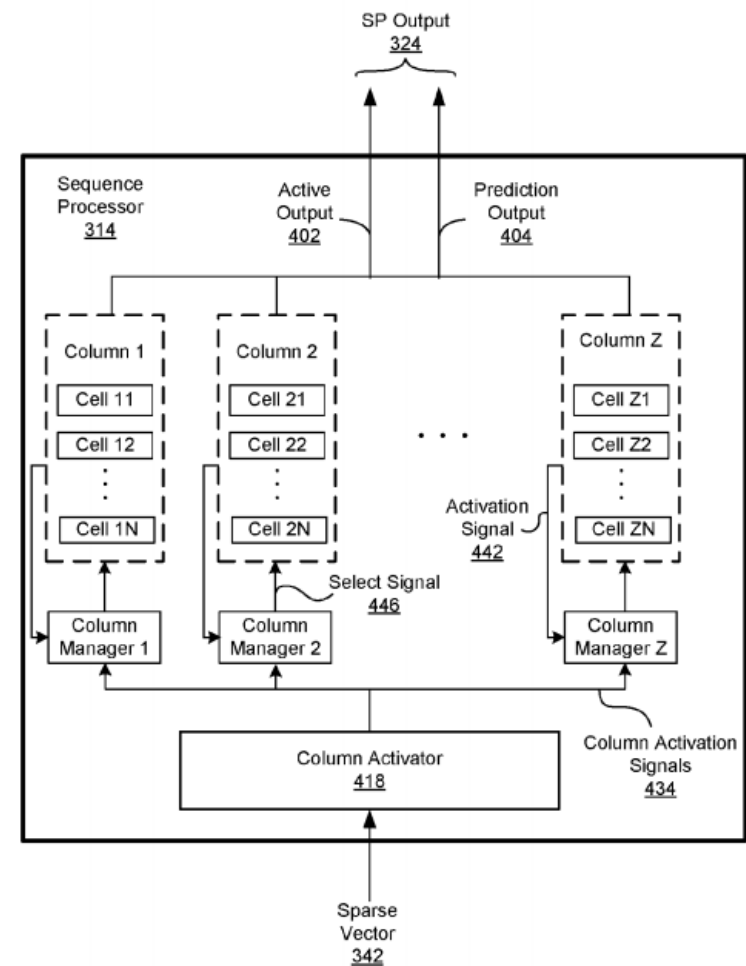 SP Output
324
Sequence
Processor
314
Active
Output
402
Prediction
Output
404
Column 1
Cell 11
Cell 12
Cell 1N
Column 2
Cell 21
Cell 22
Cell 2N
. . .
Column Z
Cell Z1
Cell Z2
Cell ZN
Activation
Signal
442
Select Signal
446
Column
Manager 1
Column
Manager 2
Column
Manager Z
Column Activator
418
Column Activation
Signals
434
Sparse
Vector
342